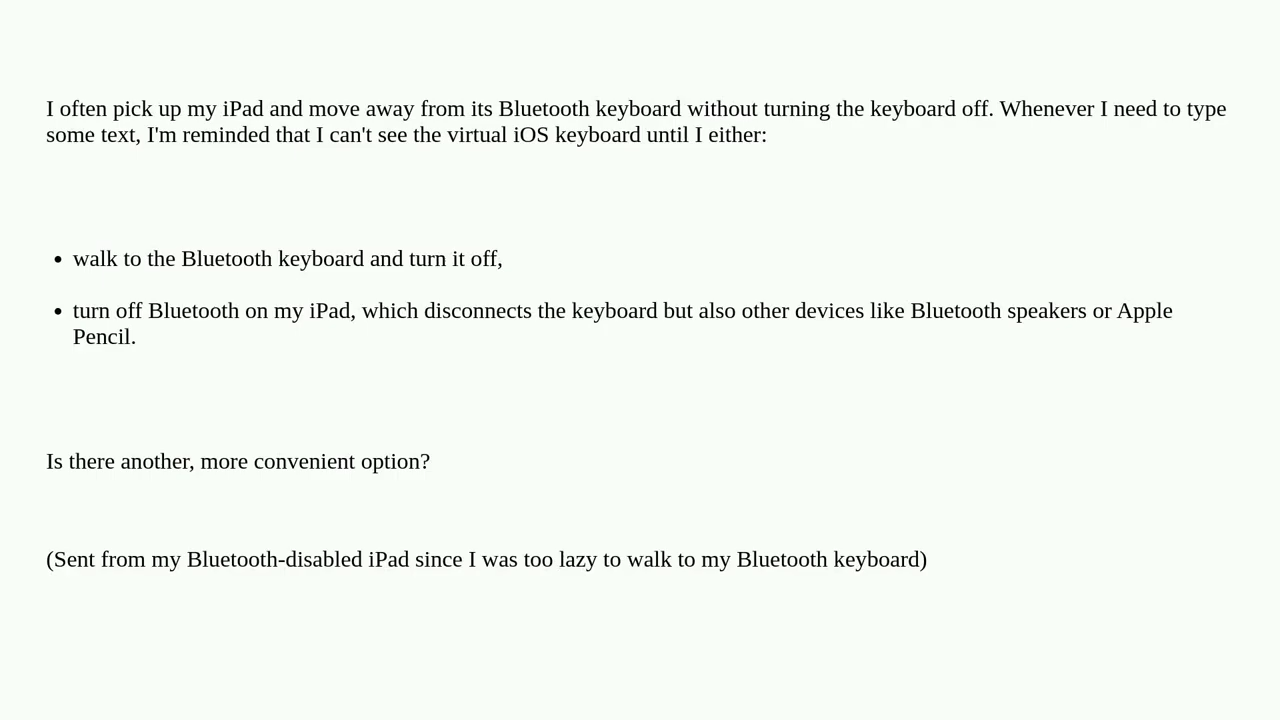 I often pick up my iPad and move away from its Bluetooth keyboard without turning the keyboard off. Whenever I need to type
some text, I'm reminded that I can't see the virtual iOS keyboard until I either:
• walk to the Bluetooth keyboard and turn it off,
• turn off Bluetooth on my iPad, which disconnects the keyboard but also other devices like Bluetooth speakers or Apple
Pencil.
Is there another, more convenient option?
(Sent from my Bluetooth-disabled iPad since I was too lazy to walk to my Bluetooth keyboard)